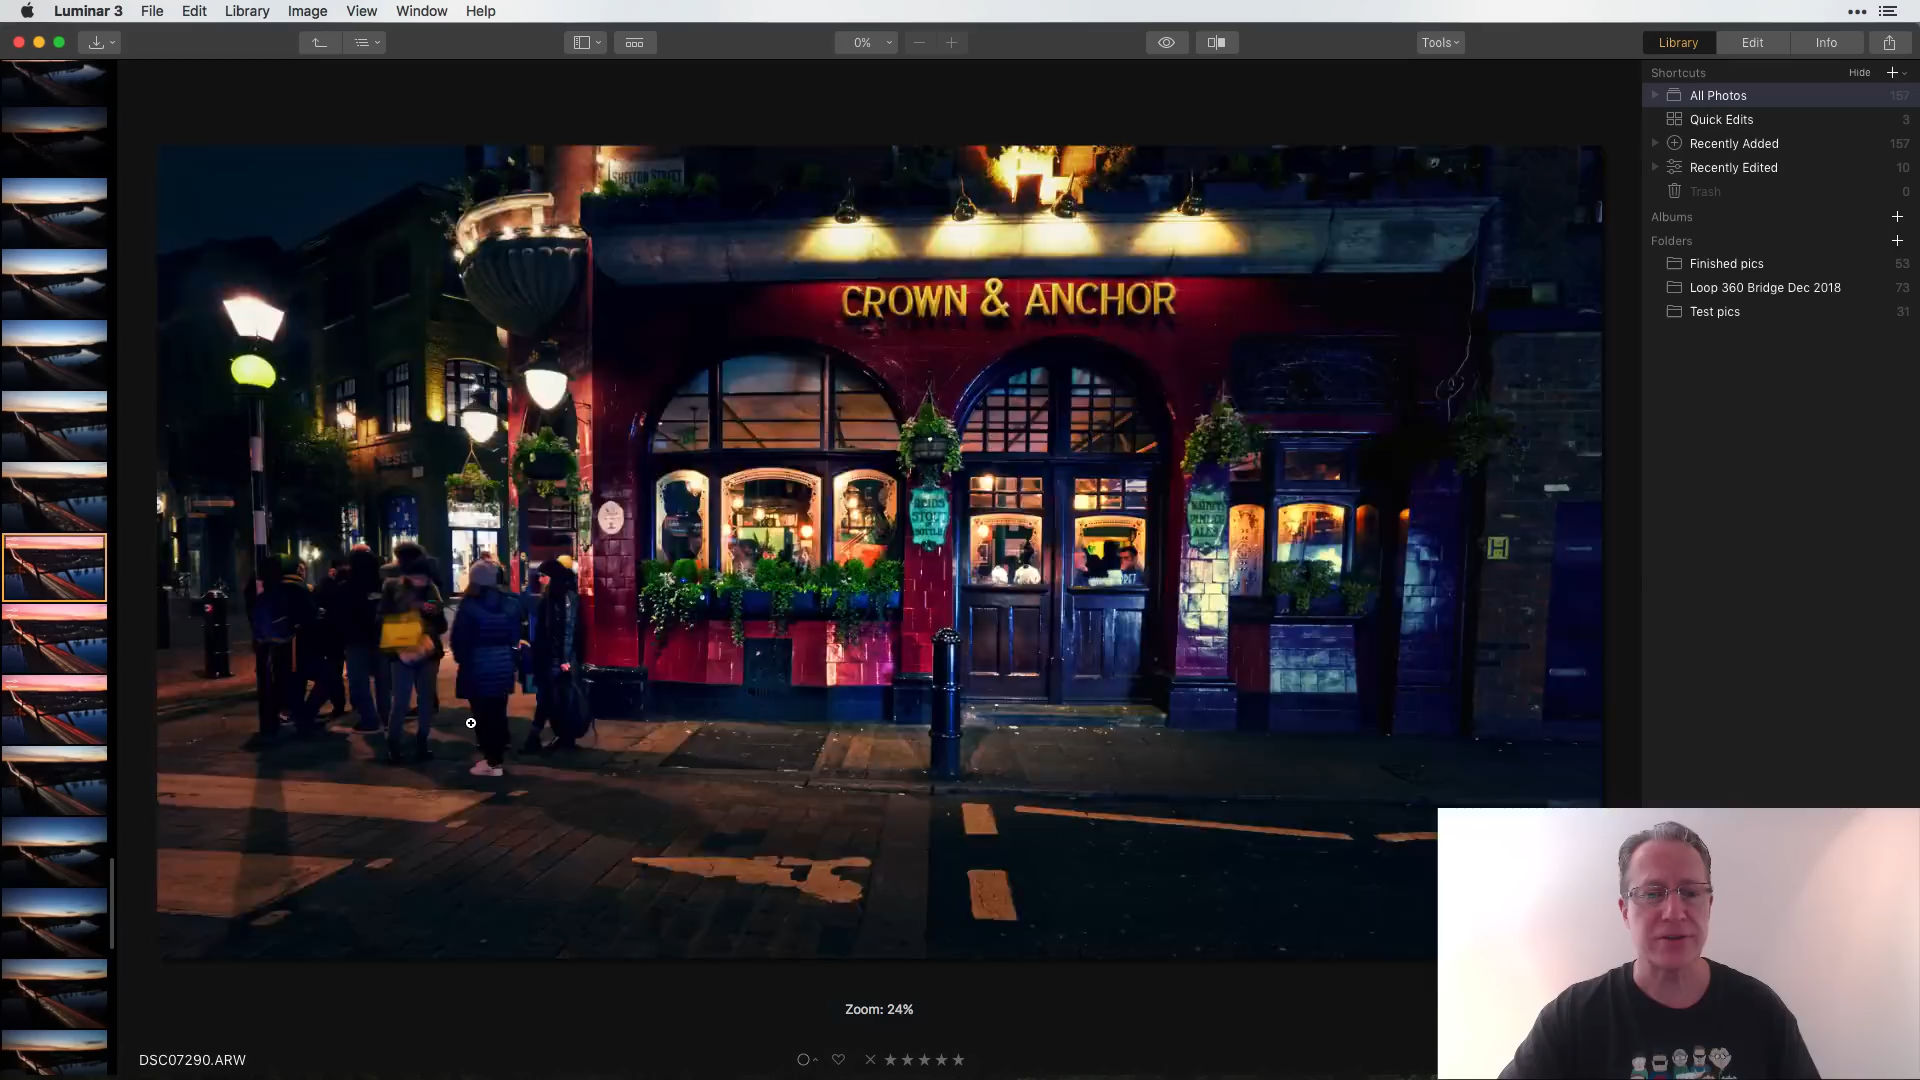 Luminar 3 File Edit Library Image View Window Help
0% Tools Library Edit Info
Shortcuts Hide
All Photos 157
Quick Edits 3
Recently Added 157
Recently Edited 10
Trash 0
Albums
Folders
Finished pics 53
Loop 360 Bridge Dec 2018 73
Test pics 31
SHELTON STREET
CROWN & ANCHOR
Zoom: 24%
DSC07290.ARW